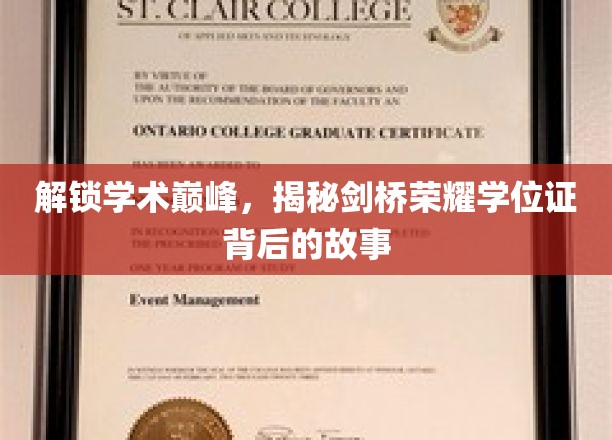 ST. CLAIR COLLEGE
OF APPLIED ARTS AND TECHNOLOGY
BY VIRTUE OF
THE AUTHORITY OF THE BOARD OF GOVERNORS AND
UPON THE RECOMMENDATION OF THE FACULTY AN
ONTARIO COLLEGE GRADUATE CERTIFICATE
HAS BEEN AWARDED TO
解锁学术巅峰，揭秘剑桥荣耀学位证
背后的故事
IN RECOGNITION
THE PRESCRIBED
ONE YEAR PROGRAM OF STUDY
Event Management